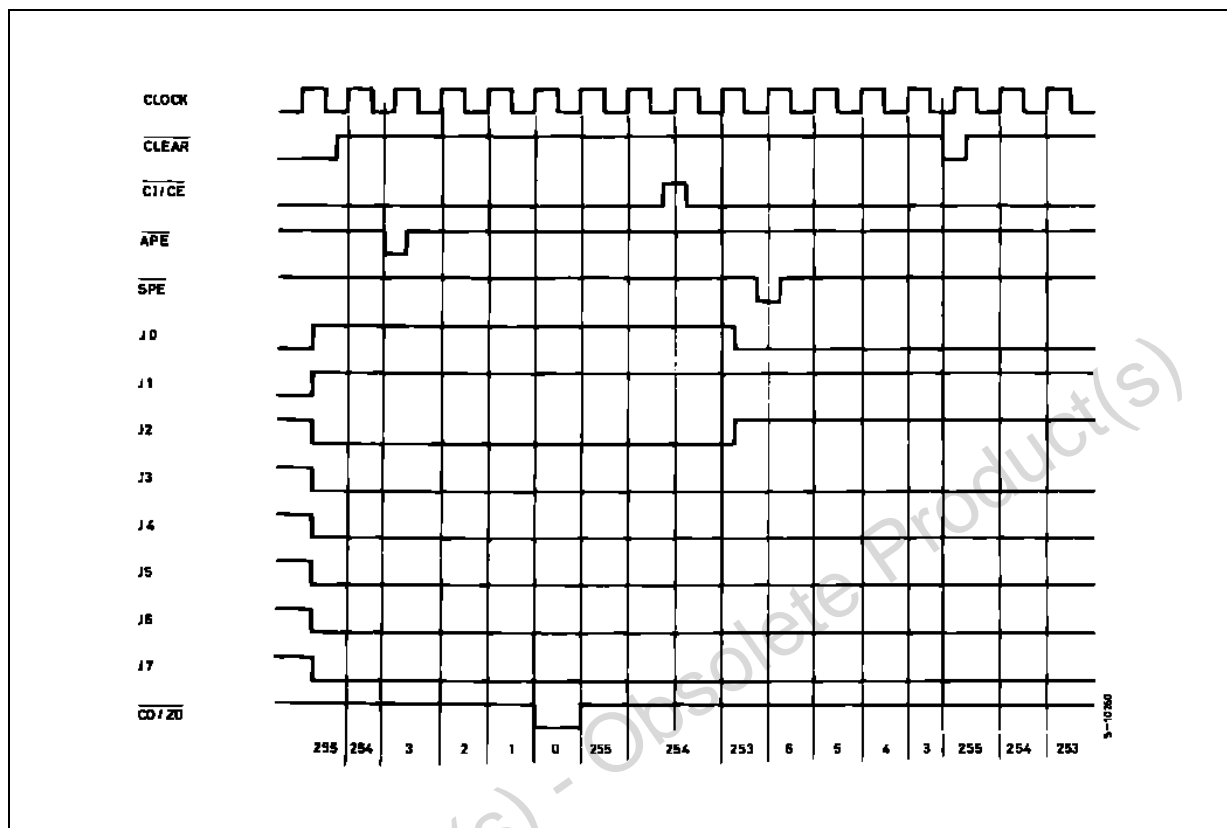 CLOCK
CLEAR
CI/CE
APE
SPE
J0
J1
J2
J3
J4
J5
J6
J7
CO/ZD
255 254 3 2 1 0 255 254 253 6 5 4 3 255 254 253
S-10260
(s) - Obsolete Product(s)